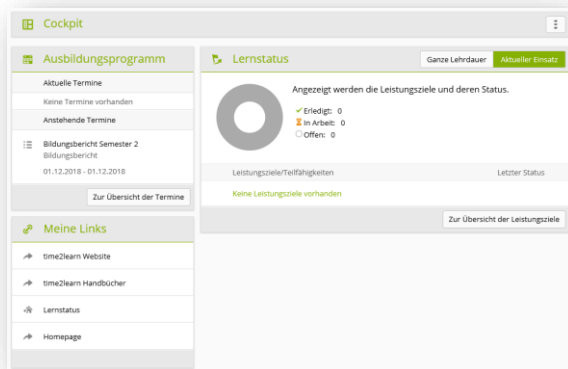 Cockpit
Ausbildungsprogramm
Aktuelle Termine
Keine Termine vorhanden
Anstehende Termine
Bildungsbericht Semester 2
Bildungsbericht
01.12.2018 - 01.12.2018
Zur Übersicht der Termine
Meine Links
time2learn Website
time2learn Handbücher
Lernstatus
Homepage
Lernstatus
Ganze Lehrdauer Aktueller Einsatz
Angezeigt werden die Leistungsziele und deren Status.
Erledigt: 0
In Arbeit: 0
Offen: 0
Leistungsziele/Teilfähigkeiten Letzter Status
Keine Leistungsziele vorhanden
Zur Übersicht der Leistungsziele